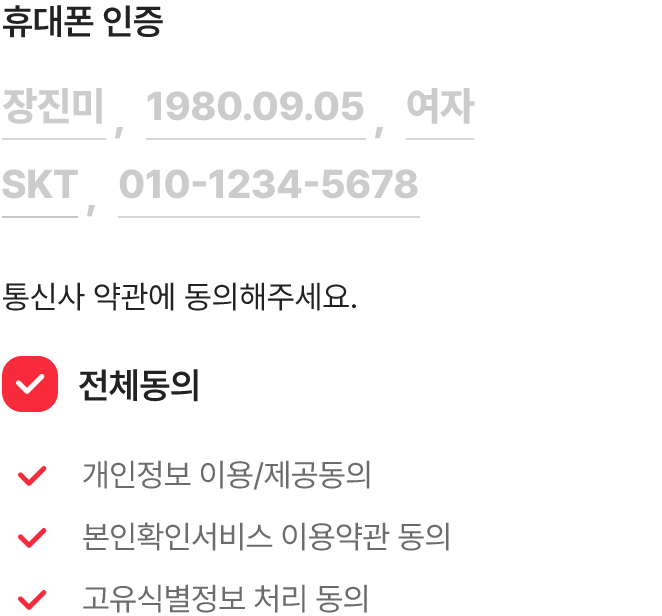 휴대폰 인증
장진미, 1980.09.05, 여자
SKT, 010-1234-5678
통신사 약관에 동의해주세요.
전체동의
개인정보 이용/제공동의
본인확인서비스 이용약관 동의
고유식별정보 처리 동의